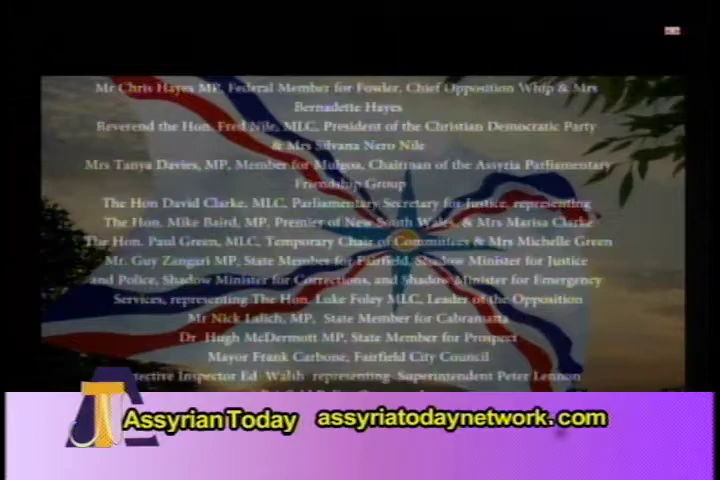 Mr Chris Hayes MP, Federal Member for Fowler, Chief Opposition Whip & Mrs
Bernadette Hayes
Reverend the Hon. Fred Nile, MLC, President of the Christian Democratic Party
& Mrs Silvana Nero Nile
Mrs Tanya Davies, MP, Member for Mulgoa, Chairman of the Assyria Parliamentary
Friendship Group
The Hon David Clarke, MLC, Parliamentary Secretary for Justice, representing
The Hon. Mike Baird, MP, Premier of New South Wales, & Mrs Marisa Clarke
The Hon. Paul Green, MLC, Temporary Chair of Committees & Mrs Michelle Green
Mr. Guy Zangari MP, State Member for Fairfield, Shadow Minister for Justice
and Police, Shadow Minister for Corrections, and Shadow Minister for Emergency
Services, representing The Hon. Luke Foley MLC, Leader of the Opposition
Mr Nick Lalich, MP, State Member for Cabramatta
Dr Hugh McDermott MP, State Member for Prospect
Mayor Frank Carbone, Fairfield City Council
Inspector Ed Walsh representing Superintendent Peter Lennon
Assyrian Today assyriatodaynetwork.com